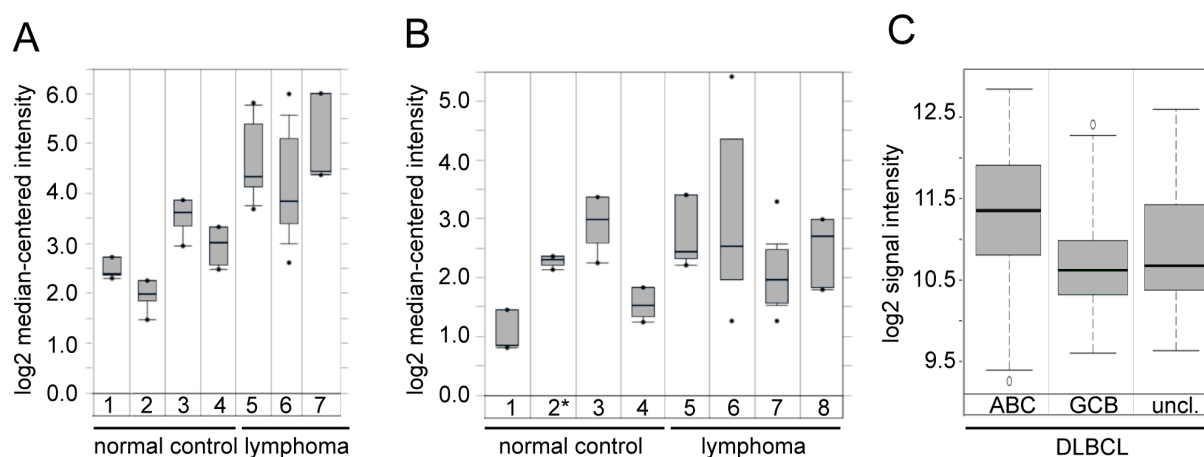 A
log2 median-centered intensity
6.0
5.0
4.0
3.0
2.0
1.0
0.0
1 2 3 4 5 6 7
normal control lymphoma
B
log2 median-centered intensity
5.0
4.0
3.0
2.0
1.0
0.0
1 2* 3 4 5 6 7 8
normal control lymphoma
C
log2 signal intensity
12.5
11.5
10.5
9.5
ABC GCB uncl.
DLBCL